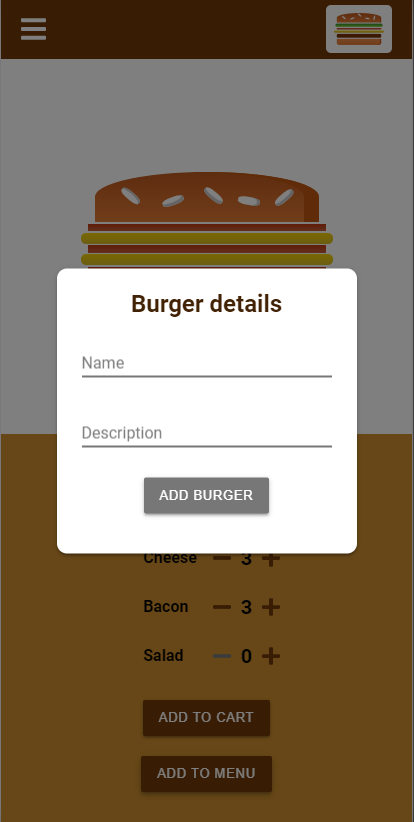 Burger details
Name
Description
ADD BURGER
Cheese 3
Bacon 3
Salad 0
ADD TO CART
ADD TO MENU